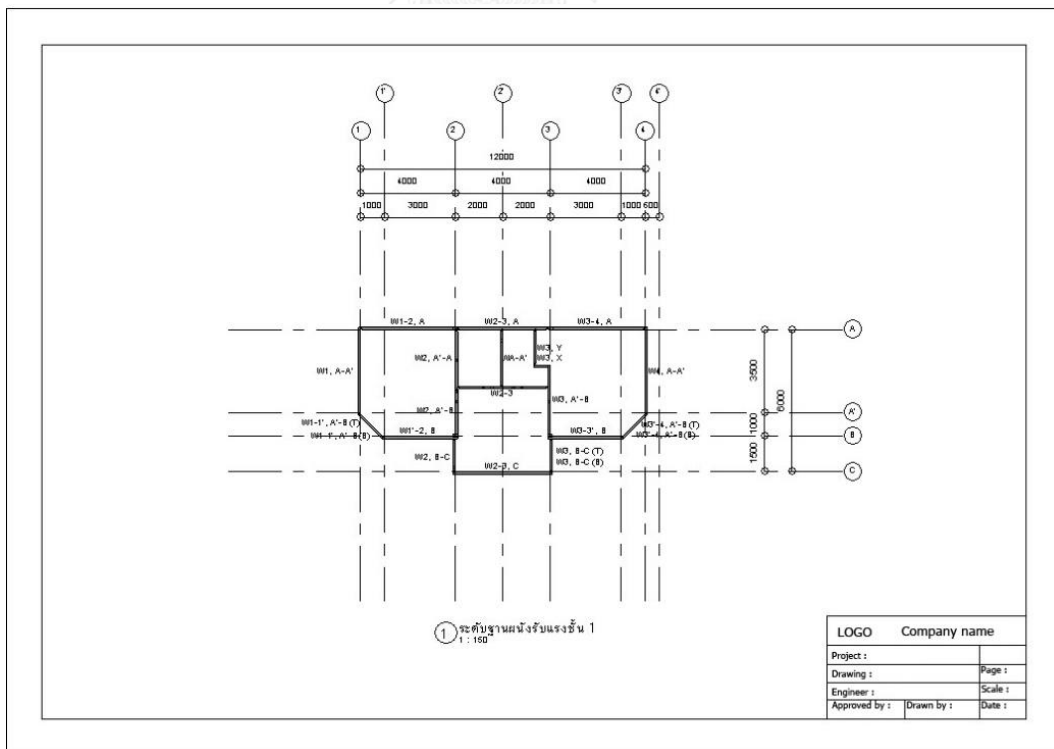 1'
2'
3'
4'
1
2
3
4
12000
4000
4000
4000
1000
3000
2000
2000
3000
1000
600
W1-2, A
W2-3, A
W3-4, A
A
W1, A-A'
W2, A'-A
WA-A'
W3, Y
W3, X
W4, A-A'
3500
6000
W2-3
W2, A'-B
W3, A'-B
A'
W1-1', A'-B (T)
W1-1', A'-B (B)
W1'-2, B
W3-3', B
W3'-4, A'-B (T)
W3'-4, A'-B (B)
1000
B
W2, B-C
W3, B-C (T)
W3, B-C (B)
1500
W2-3, C
C
1 ระดับฐานผนังรับแรงชั้น 1
1 : 150
LOGO Company name
Project :
Drawing : Page :
Engineer : Scale :
Approved by : Drawn by : Date :